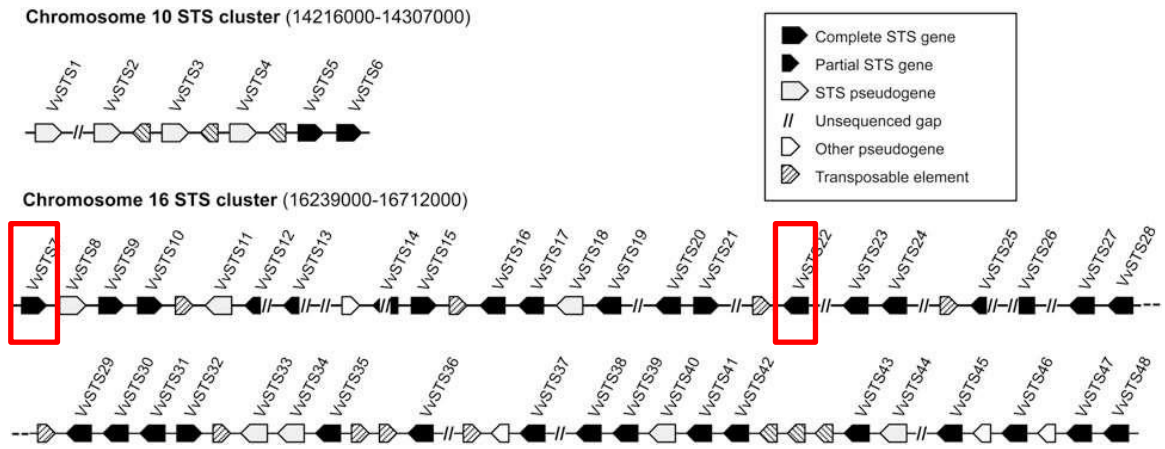 Chromosome 10 STS cluster (14216000-14307000)
VvSTS1 VvSTS2 VvSTS3 VvSTS4 VvSTS5 VvSTS6
Complete STS gene
Partial STS gene
STS pseudogene
// Unsequenced gap
Other pseudogene
Transposable element
Chromosome 16 STS cluster (16239000-16712000)
VvSTS7 VvSTS8 VvSTS9 VvSTS10 VvSTS11 VvSTS12 VvSTS13 VvSTS14 VvSTS15 VvSTS16 VvSTS17 VvSTS18 VvSTS19 VvSTS20 VvSTS21 VvSTS22 VvSTS23 VvSTS24 VvSTS25 VvSTS26 VvSTS27 VvSTS28
VvSTS29 VvSTS30 VvSTS31 VvSTS32 VvSTS33 VvSTS34 VvSTS35 VvSTS36 VvSTS37 VvSTS38 VvSTS39 VvSTS40 VvSTS41 VvSTS42 VvSTS43 VvSTS44 VvSTS45 VvSTS46 VvSTS47 VvSTS48